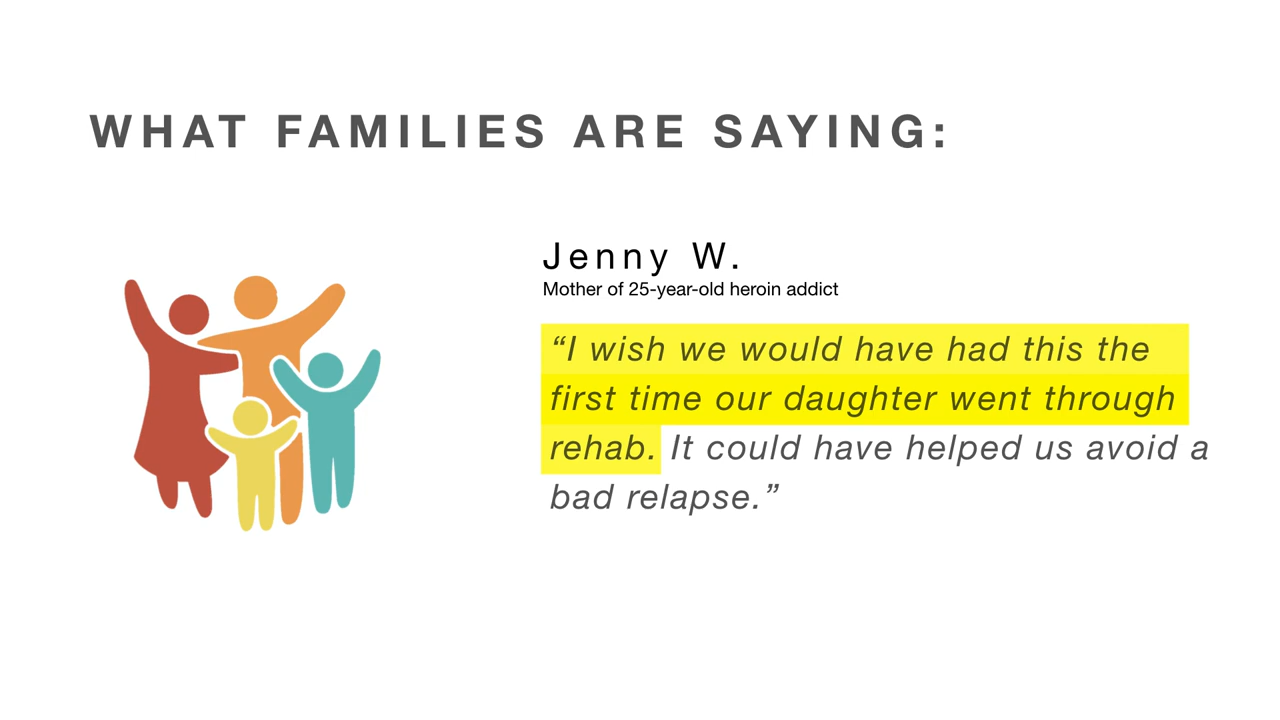 WHAT FAMILIES ARE SAYING:
Jenny W.
Mother of 25-year-old heroin addict
“I wish we would have had this the
first time our daughter went through
rehab. It could have helped us avoid a
bad relapse.”